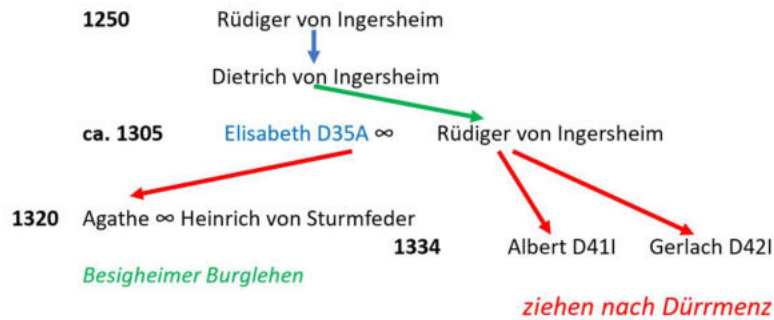 1250 Rüdiger von Ingersheim
Dietrich von Ingersheim
ca. 1305 Elisabeth D35A ∞ Rüdiger von Ingersheim
1320 Agathe ∞ Heinrich von Sturmfeder
1334 Albert D41I Gerlach D42I
Besigheimer Burglehen
ziehen nach Dürrmenz